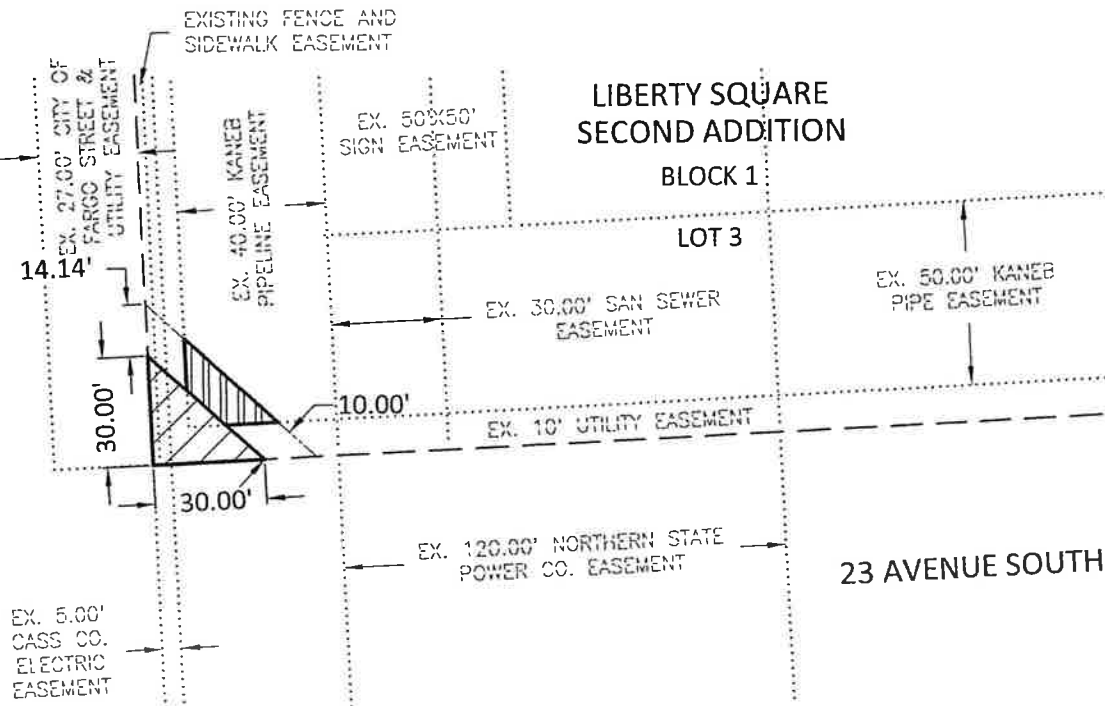 EXISTING FENCE AND
SIDEWALK EASEMENT
EX. 27.00' CITY OF
FARGO STREET &
UTILITY EASEMENT
EX. 40.00' KANEB
PIPELINE EASEMENT
EX. 50'X50'
SIGN EASEMENT
LIBERTY SQUARE
SECOND ADDITION
BLOCK 1
LOT 3
14.14'
EX. 30.00' SAN SEWER
EASEMENT
EX. 50.00' KANEB
PIPE EASEMENT
30.00'
10.00'
EX. 10' UTILITY EASEMENT
30.00'
EX. 120.00' NORTHERN STATE
POWER CO. EASEMENT
23 AVENUE SOUTH
EX. 5.00'
CASS CO.
ELECTRIC
EASEMENT